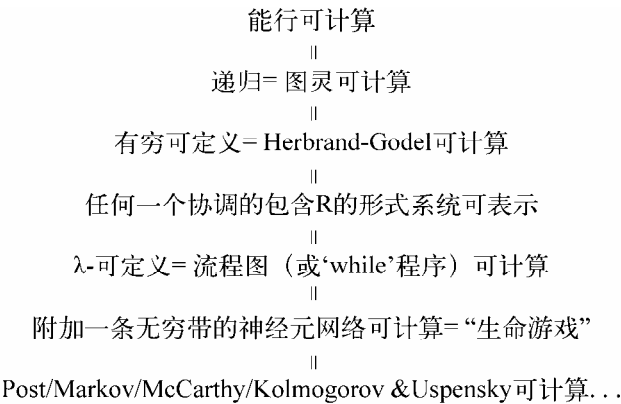 能行可计算
=
递归= 图灵可计算
=
有穷可定义= Herbrand-Godel可计算
=
任何一个协调的包含R的形式系统可表示
=
λ-可定义= 流程图（或‘while’程序）可计算
=
附加一条无穷带的神经元网络可计算= “生命游戏”
=
Post/Markov/McCarthy/Kolmogorov &Uspensky可计算. . .